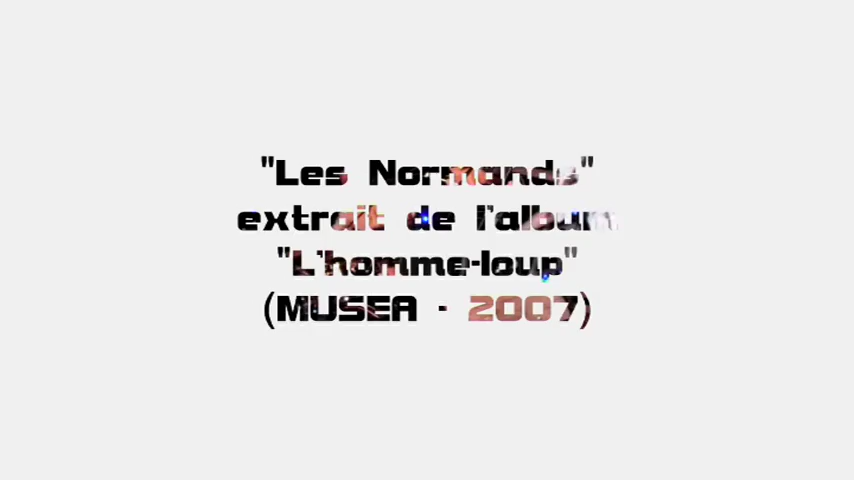 "Les Normands"
extrait de l'album
"L'homme-loup"
(MUSEA - 2007)